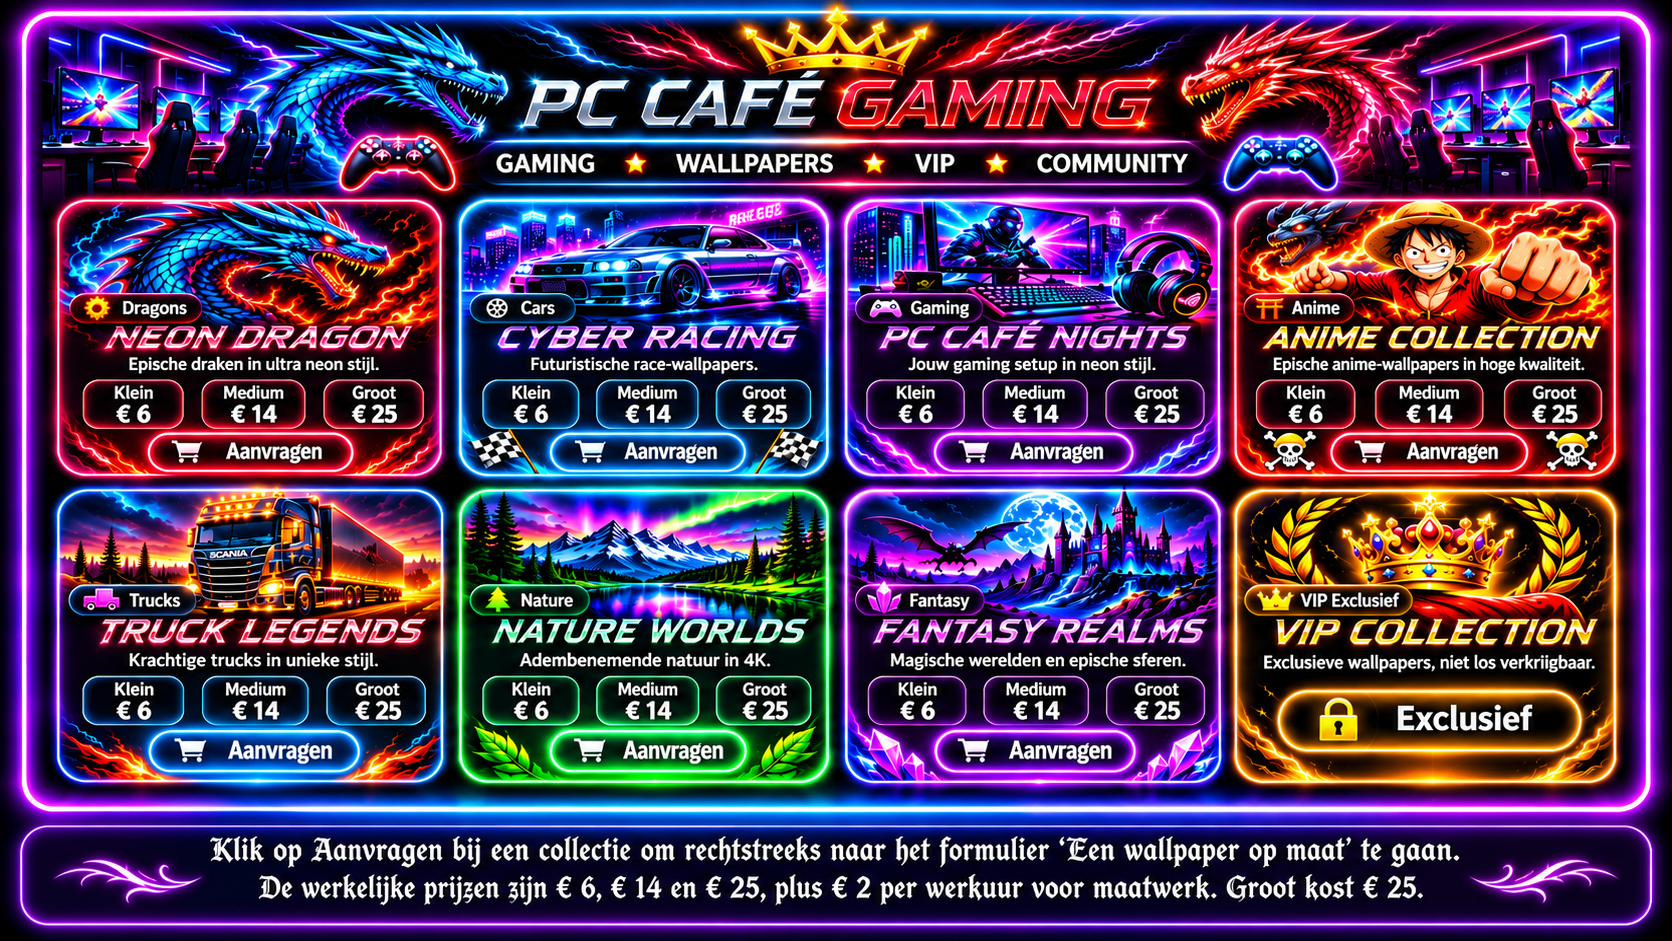 PC CAFÉ GAMING
GAMING ★ WALLPAPERS ★ VIP ★ COMMUNITY
Dragons
NEON DRAGON
Epische draken in ultra neon stijl.
Klein Medium Groot
€ 6 € 14 € 25
Aanvragen
Cars
CYBER RACING
Futuristische race-wallpapers.
Klein Medium Groot
€ 6 € 14 € 25
Aanvragen
Gaming
PC CAFÉ NIGHTS
Jouw gaming setup in neon stijl.
Klein Medium Groot
€ 6 € 14 € 25
Aanvragen
Anime
ANIME COLLECTION
Epische anime-wallpapers in hoge kwaliteit.
Klein Medium Groot
€ 6 € 14 € 25
Aanvragen
SCANIA
Trucks
TRUCK LEGENDS
Krachtige trucks in unieke stijl.
Klein Medium Groot
€ 6 € 14 € 25
Aanvragen
Nature
NATURE WORLDS
Adembenemende natuur in 4K.
Klein Medium Groot
€ 6 € 14 € 25
Aanvragen
Fantasy
FANTASY REALMS
Magische werelden en epische sferen.
Klein Medium Groot
€ 6 € 14 € 25
Aanvragen
VIP Exclusief
VIP COLLECTION
Exclusieve wallpapers, niet los verkriigbaar.
Exclusief
Klik op Aanvragen bij een collectie om rechtstreeks naar het formulier ‘Een wallpaper op maat’ te gaan.
De werkelijke prijzen zijn € 6, € 14 en € 25, plus € 2 per werkuur voor maatwerk. Groot kost € 25.